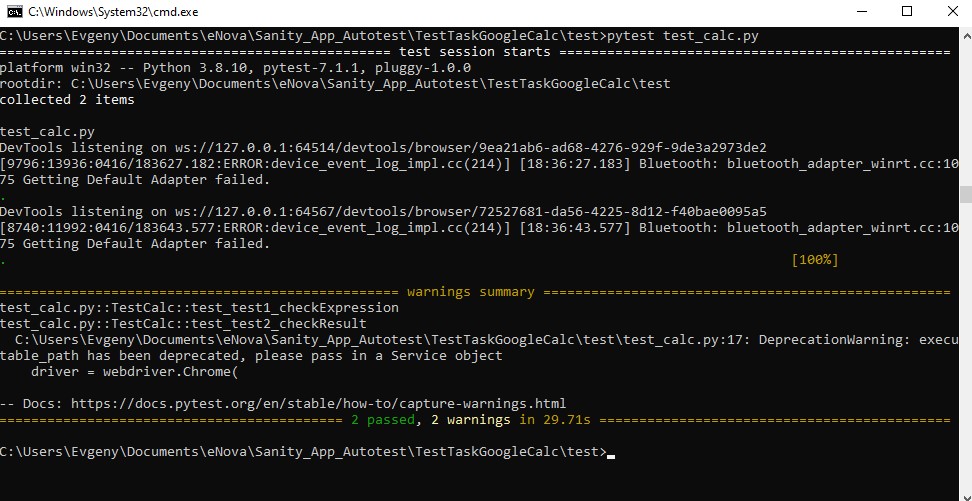 C:\Windows\System32\cmd.exe
C:\Users\Evgeny\Documents\eNova\Sanity_App_Autotest\TestTaskGoogleCalc\test>pytest test_calc.py
================================================= test session starts =================================================
platform win32 -- Python 3.8.10, pytest-7.1.1, pluggy-1.0.0
rootdir: C:\Users\Evgeny\Documents\eNova\Sanity_App_Autotest\TestTaskGoogleCalc\test
collected 2 items
test_calc.py
DevTools listening on ws://127.0.0.1:64514/devtools/browser/9ea21ab6-ad68-4276-929f-9de3a2973de2
[9796:13936:0416/183627.182:ERROR:device_event_log_impl.cc(214)] [18:36:27.183] Bluetooth: bluetooth_adapter_winrt.cc:10
75 Getting Default Adapter failed.
.
DevTools listening on ws://127.0.0.1:64567/devtools/browser/72527681-da56-4225-8d12-f40bae0095a5
[8740:11992:0416/183643.577:ERROR:device_event_log_impl.cc(214)] [18:36:43.577] Bluetooth: bluetooth_adapter_winrt.cc:10
75 Getting Default Adapter failed.
. [100%]
================================================== warnings summary ===================================================
test_calc.py::TestCalc::test_test1_checkExpression
test_calc.py::TestCalc::test_test2_checkResult
C:\Users\Evgeny\Documents\eNova\Sanity_App_Autotest\TestTaskGoogleCalc\test\test_calc.py:17: DeprecationWarning: execu
table_path has been deprecated, please pass in a Service object
driver = webdriver.Chrome(
-- Docs: https://docs.pytest.org/en/stable/how-to/capture-warnings.html
=========================================== 2 passed, 2 warnings in 29.71s ============================================
C:\Users\Evgeny\Documents\eNova\Sanity_App_Autotest\TestTaskGoogleCalc\test>